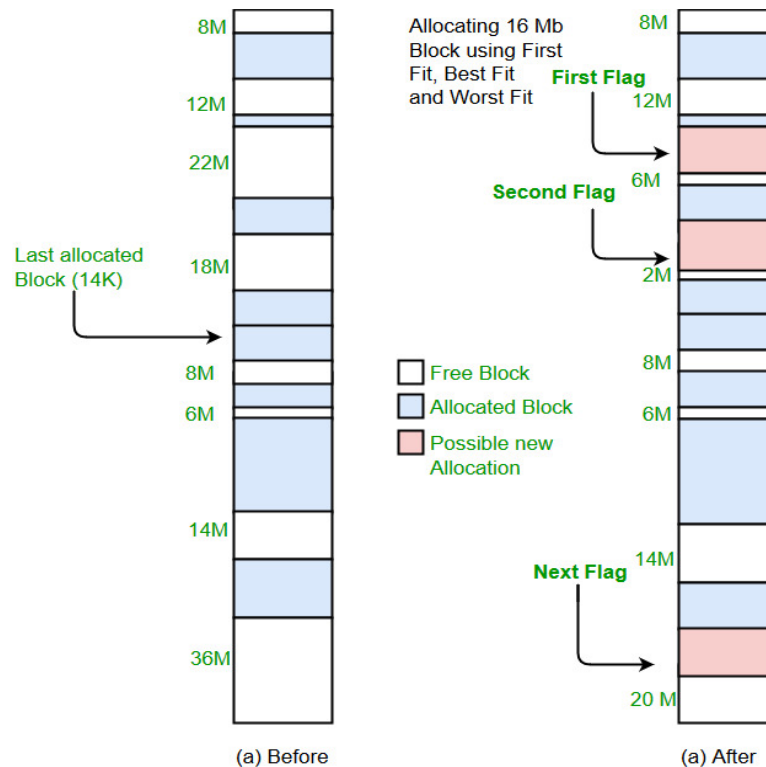 8M
12M
22M
18M
Last allocated
Block (14K)
8M
6M
14M
36M
(a) Before
Allocating 16 Mb
Block using First
Fit, Best Fit
and Worst Fit
Free Block
Allocated Block
Possible new
Allocation
8M
First Flag
12M
6M
Second Flag
2M
8M
6M
14M
Next Flag
20 M
(a) After